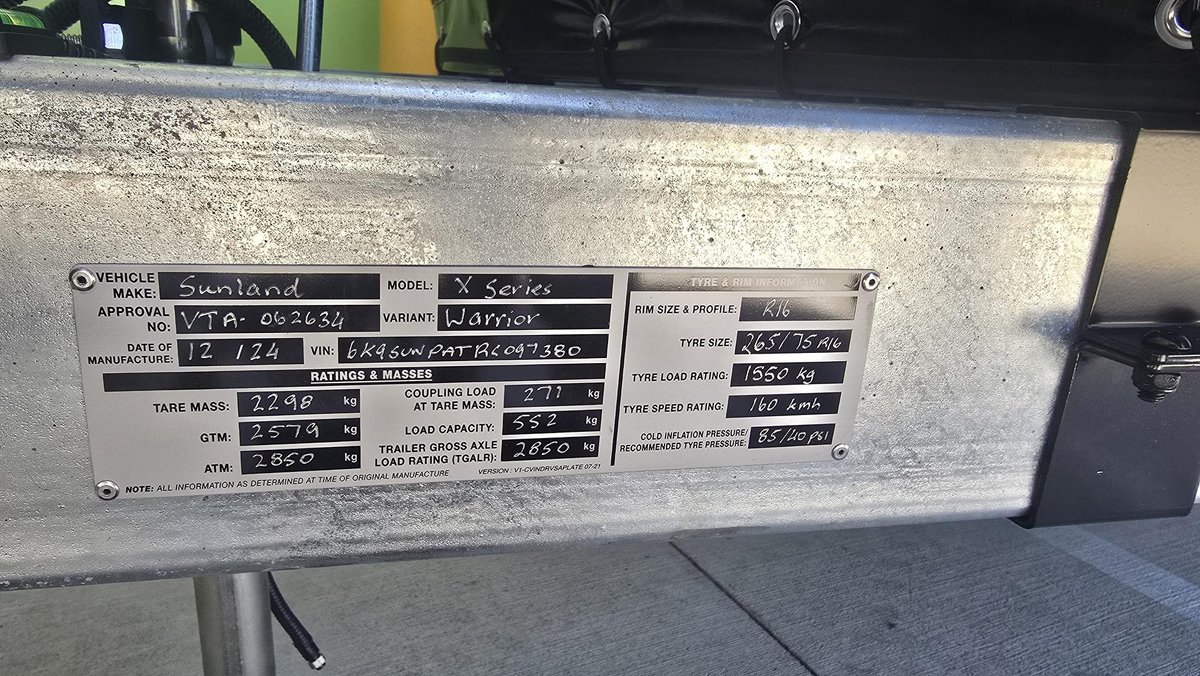 VEHICLE MAKE: Sunland MODEL: X Series
APPROVAL NO: VTA- 062634 VARIANT: Warrior
DATE OF MANUFACTURE: 12 / 24 VIN: 6K9SUNPATRL097380
RATINGS & MASSES
TARE MASS: 2298 kg COUPLING LOAD AT TARE MASS: 271 kg
GTM: 2579 kg LOAD CAPACITY: 552 kg
ATM: 2850 kg TRAILER GROSS AXLE LOAD RATING (TGALR): 2850 kg
NOTE: ALL INFORMATION AS DETERMINED AT TIME OF ORIGINAL MANUFACTURE VERSION : V1-CVINDRVSAPLATE 07-21
TYRE & RIM INFORMATION
RIM SIZE & PROFILE: R16
TYRE SIZE: 265/75 R16
TYRE LOAD RATING: 1550 kg
TYRE SPEED RATING: 160 kmh
COLD INFLATION PRESSURE/ RECOMMENDED TYRE PRESSURE: 85/40 PSI